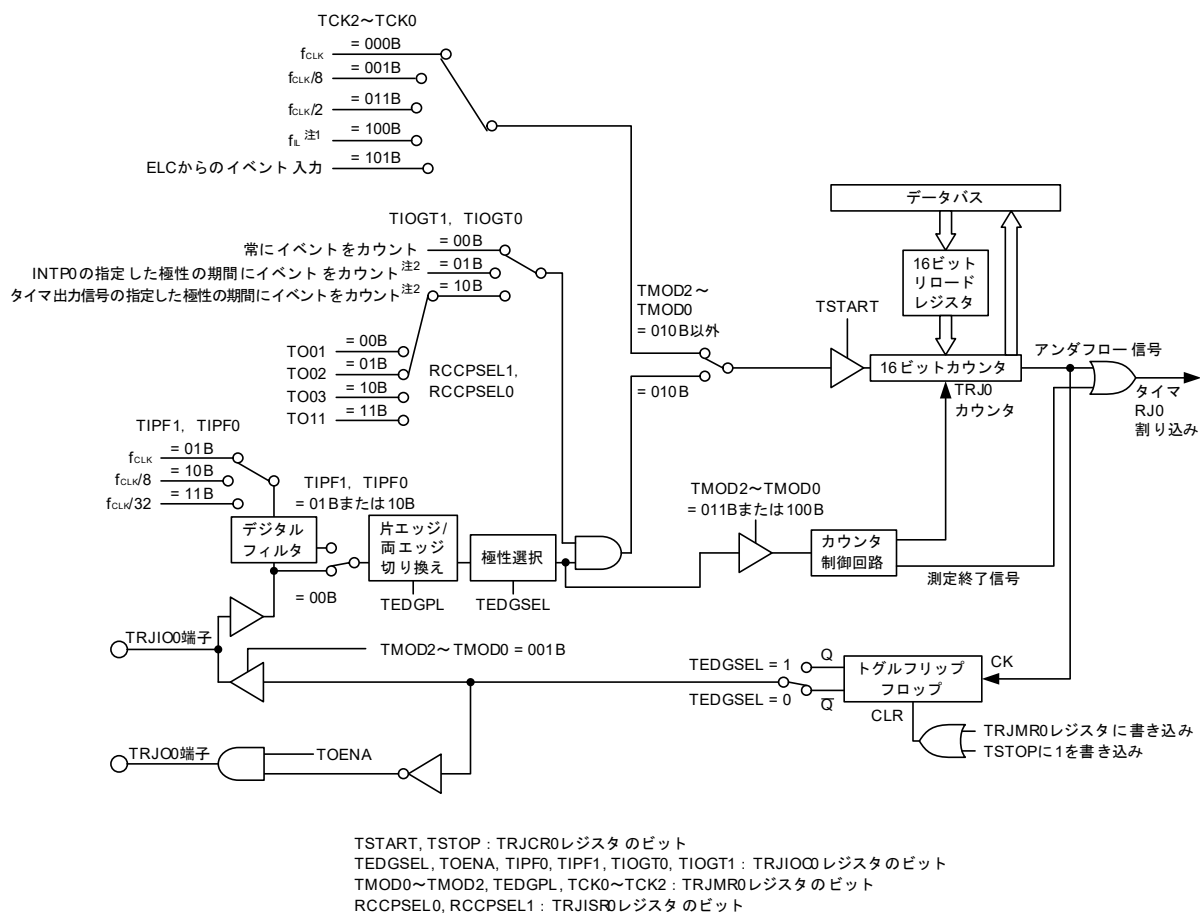 TCK2～TCK0
fCLK = 000B
fCLK/8 = 001B
fCLK/2 = 011B
fIL 注1 = 100B
ELCからのイベント入力 = 101B
データバス
TIOGT1, TIOGT0
常にイベントをカウント = 00B
INTP0の指定した極性の期間にイベントをカウント 注2 = 01B
タイマ出力信号の指定した極性の期間にイベントをカウント 注2 = 10B
16ビット
リロード
レジスタ
TMOD2～
TMOD0
= 010B以外
TSTART
TO01 = 00B
TO02 = 01B
TO03 = 10B
TO11 = 11B
RCCPSEL1,
RCCPSEL0
= 010B
16ビットカウンタ
TRJ0
カウンタ
アンダフロー信号
タイマ
RJ0
割り込み
TIPF1, TIPF0
fCLK = 01B
fCLK/8 = 10B
fCLK/32 = 11B
TIPF1, TIPF0
= 01Bまたは10B
デジタル
フィルタ
= 00B
片エッジ/
両エッジ
切り換え
極性選択
TEDGPL
TEDGSEL
TMOD2～TMOD0
= 011Bまたは100B
カウンタ
制御回路
測定終了信号
TRJIO0端子
TMOD2～TMOD0 = 001B
TEDGSEL = 1
Q
TEDGSEL = 0
Q̅
トグルフリップ
フロップ
CK
CLR
TRJMR0レジスタに書き込み
TSTOPに1を書き込み
TRJO0端子
TOENA
TSTART, TSTOP : TRJCR0レジスタのビット
TEDGSEL, TOENA, TIPF0, TIPF1, TIOGT0, TIOGT1 : TRJIOC0レジスタのビット
TMOD0～TMOD2, TEDGPL, TCK0～TCK2 : TRJMR0レジスタのビット
RCCPSEL0, RCCPSEL1 : TRJISR0レジスタのビット